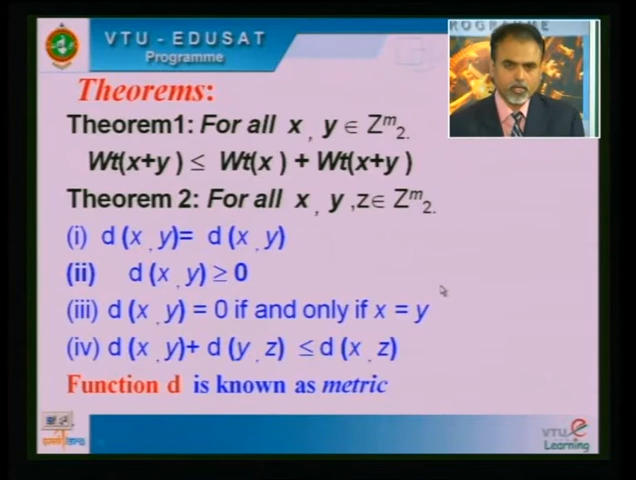 VTU - EDUSAT
Programme
ROGRAMME
Theorems:
Theorem1: For all x , y ∈ Zᵐ₂.
Wt(x+y ) ≤ Wt(x ) + Wt(x+y )
Theorem 2: For all x , y ,z∈ Zᵐ₂.
(i) d (x , y)= d (x , y)
(ii) d (x , y) ≥ 0
(iii) d (x , y) = 0 if and only if x = y
(iv) d (x , y)+ d (y , z) ≤ d (x , z)
Function d is known as metric
VTU e
Learning